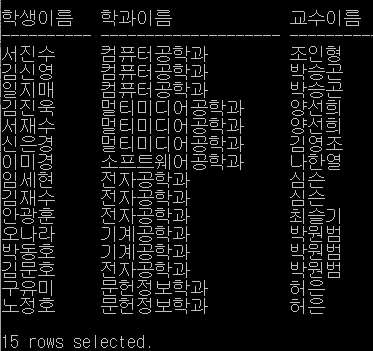 학생이름 학과이름 교수이름
서진수 컴퓨터공학과 조인형
김신영 컴퓨터공학과 박승곤
일지매 컴퓨터공학과 박승곤
김진욱 멀티미디어공학과 양선희
서재수 멀티미디어공학과 양선희
신은경 멀티미디어공학과 김영조
이미경 소프트웨어공학과 나한열
임세현 전자공학과 심슨
김재수 전자공학과 심슨
안광훈 전자공학과 최슬기
오나라 기계공학과 박원범
박동호 기계공학과 박원범
김문호 전자공학과 박원범
구유미 문헌정보학과 허은
노정호 문헌정보학과 허은
15 rows selected.